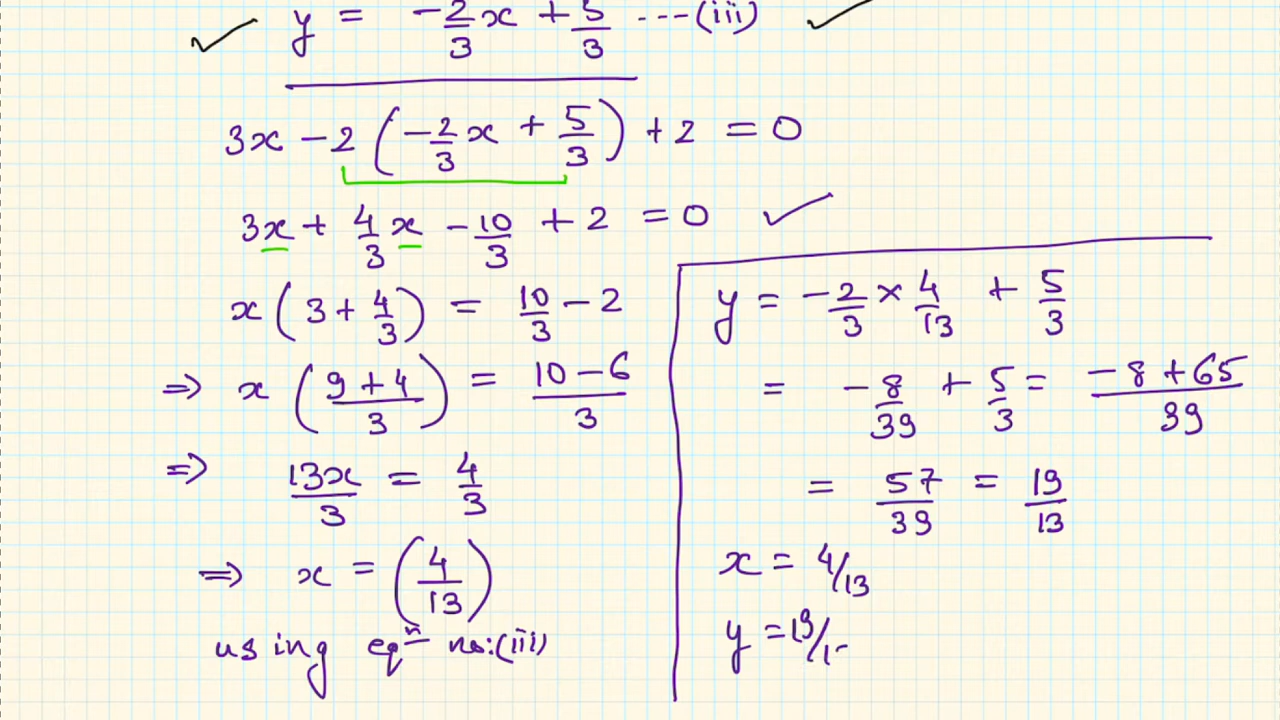 y = -2/3 x + 5/3 ---(iii)
3x - 2 (-2/3 x + 5/3) + 2 = 0
3x + 4/3 x - 10/3 + 2 = 0
x (3 + 4/3) = 10/3 - 2
⇒ x ((9+4)/3) = (10-6)/3
⇒ 13x/3 = 4/3
⇒ x = (4/13)
using eqn no:(iii)
y = -2/3 × 4/13 + 5/3
= -8/39 + 5/3 = (-8+65)/39
= 57/39 = 19/13
x = 4/13
y = 19/1